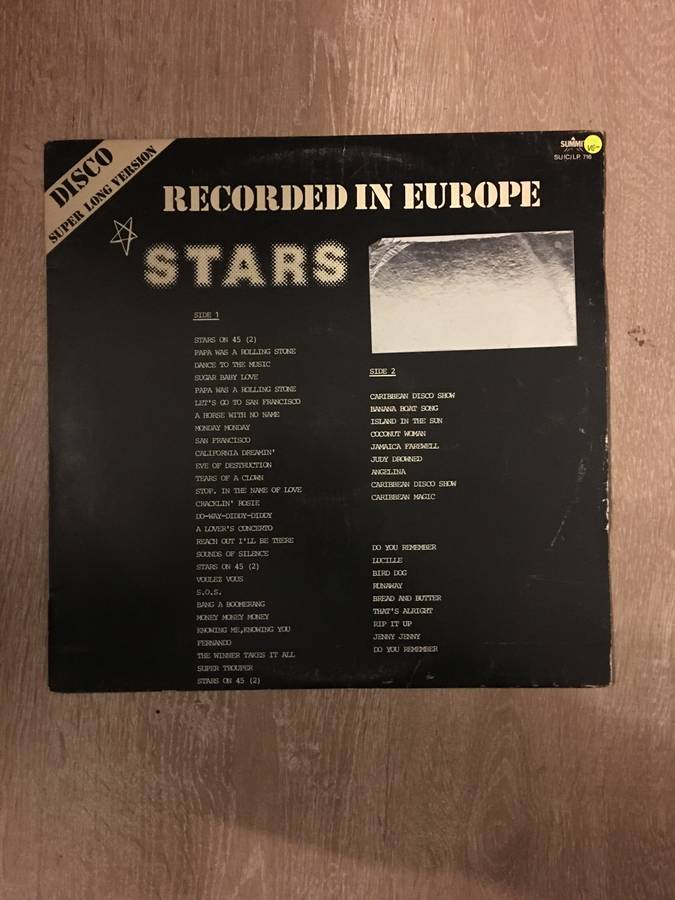 DISCO
SUPER LONG VERSION
SUMMIT
VG-
SU (C) LP. 716
RECORDED IN EUROPE
STARS
SIDE 1
STARS ON 45 (2)
PAPA WAS A ROLLING STONE
DANCE TO THE MUSIC
SUGAR BABY LOVE
PAPA WAS A ROLLING STONE
LET'S GO TO SAN FRANCISCO
A HORSE WITH NO NAME
MONDAY MONDAY
SAN FRANCISCO
CALIFORNIA DREAMIN'
EVE OF DESTRUCTION
TEARS OF A CLOWN
STOP, IN THE NAME OF LOVE
CRACKLIN' ROSIE
DO-WAY-DIDDY-DIDDY
A LOVER'S CONCERTO
REACH OUT I'LL BE THERE
SOUNDS OF SILENCE
STARS ON 45 (2)
VOULEZ VOUS
S.O.S.
BANG A BOOMERANG
MONEY MONEY MONEY
KNOWING ME,KNOWING YOU
FERNANDO
THE WINNER TAKES IT ALL
SUPER TROUPER
STARS ON 45 (2)
SIDE 2
CARIBBEAN DISCO SHOW
BANANA BOAT SONG
ISLAND IN THE SUN
COCONUT WOMAN
JAMAICA FAREWELL
JUDY DROWNED
ANGELINA
CARIBBEAN DISCO SHOW
CARIBBEAN MAGIC
DO YOU REMEMBER
LUCILLE
BIRD DOG
RUNAWAY
BREAD AND BUTTER
THAT'S ALRIGHT
RIP IT UP
JENNY JENNY
DO YOU REMEMBER